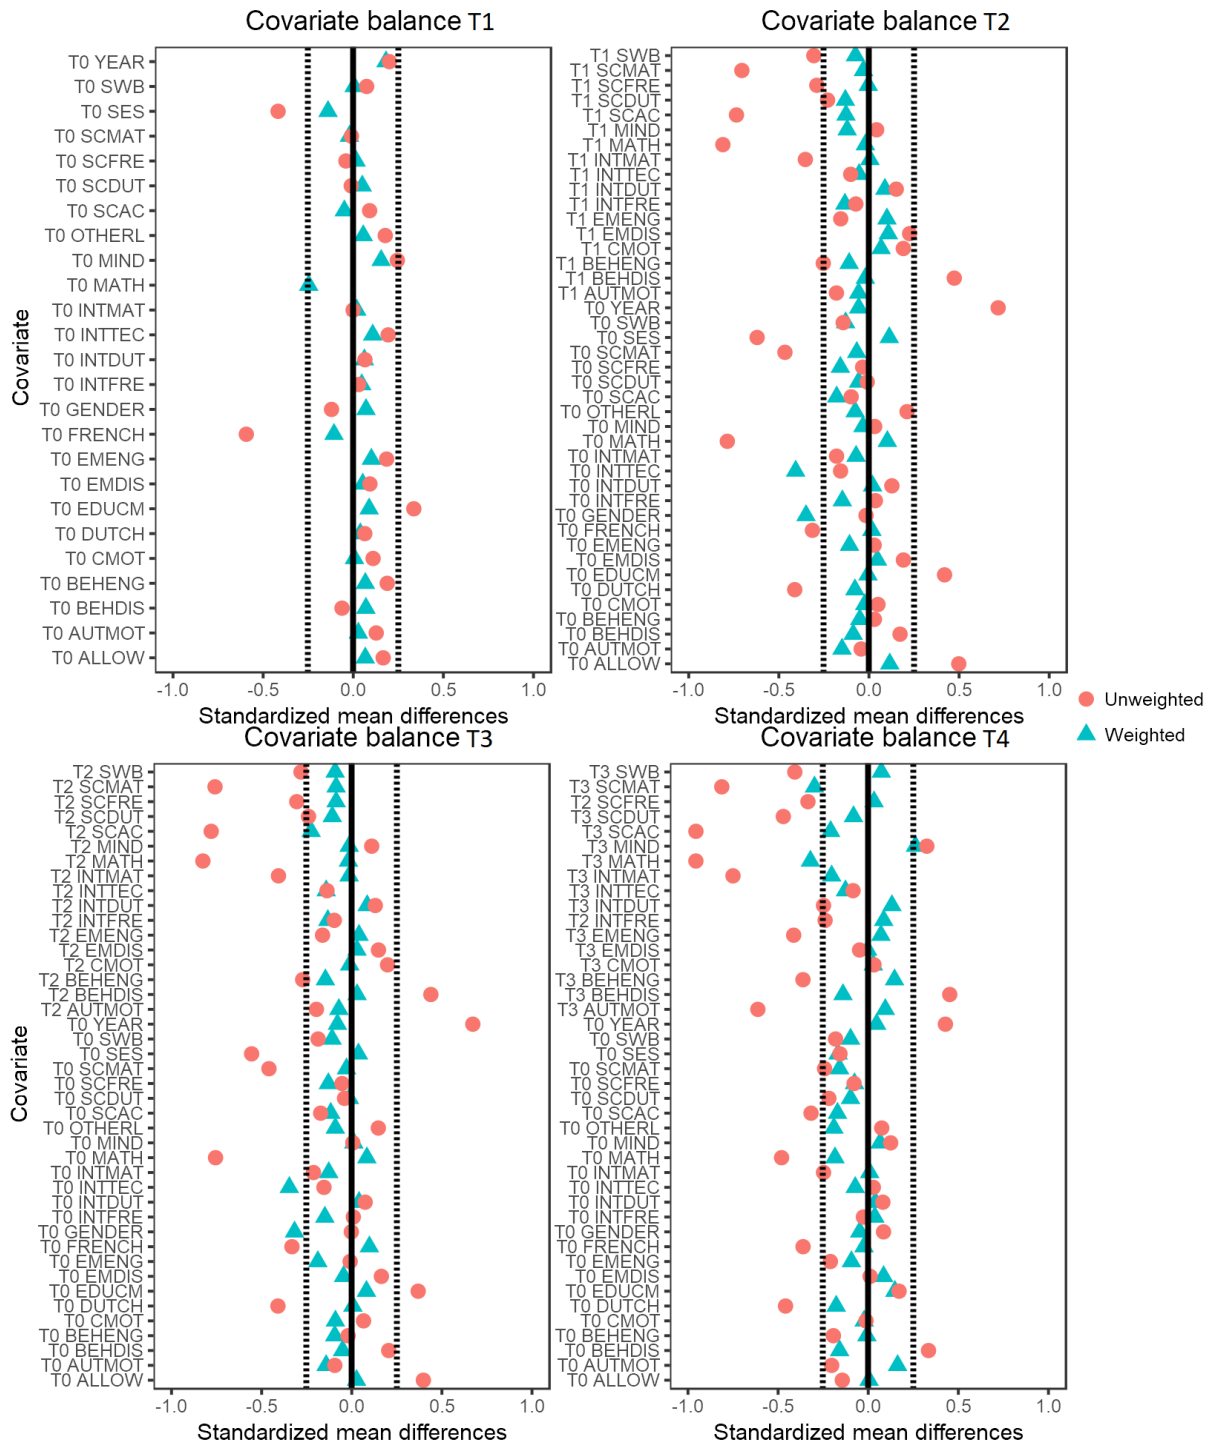 Covariate balance T1
T0 YEAR
T0 SWB
T0 SES
T0 SCMAT
T0 SCFRE
T0 SCDUT
T0 SCAC
T0 OTHERL
T0 MIND
T0 MATH
T0 INTMAT
T0 INTTEC
T0 INTDUT
T0 INTFRE
T0 GENDER
T0 FRENCH
T0 EMENG
T0 EMDIS
T0 EDUCM
T0 DUTCH
T0 CMOT
T0 BEHENG
T0 BEHDIS
T0 AUTMOT
T0 ALLOW
Covariate
-1.0 -0.5 0.0 0.5 1.0
Standardized mean differences
Covariate balance T2
T1 SWB
T1 SCMAT
T1 SCFRE
T1 SCDUT
T1 SCAC
T1 MIND
T1 MATH
T1 INTMAT
T1 INTTEC
T1 INTDUT
T1 INTFRE
T1 EMENG
T1 EMDIS
T1 CMOT
T1 BEHENG
T1 BEHDIS
T1 AUTMOT
T0 YEAR
T0 SWB
T0 SES
T0 SCMAT
T0 SCFRE
T0 SCDUT
T0 SCAC
T0 OTHERL
T0 MIND
T0 MATH
T0 INTMAT
T0 INTTEC
T0 INTDUT
T0 INTFRE
T0 GENDER
T0 FRENCH
T0 EMENG
T0 EMDIS
T0 EDUCM
T0 DUTCH
T0 CMOT
T0 BEHENG
T0 BEHDIS
T0 AUTMOT
T0 ALLOW
-1.0 -0.5 0.0 0.5 1.0
Standardized mean differences
Unweighted
Weighted
Covariate balance T3
T2 SWB
T2 SCMAT
T2 SCFRE
T2 SCDUT
T2 SCAC
T2 MIND
T2 MATH
T2 INTMAT
T2 INTTEC
T2 INTDUT
T2 INTFRE
T2 EMENG
T2 EMDIS
T2 CMOT
T2 BEHENG
T2 BEHDIS
T2 AUTMOT
T0 YEAR
T0 SWB
T0 SES
T0 SCMAT
T0 SCFRE
T0 SCDUT
T0 SCAC
T0 OTHERL
T0 MIND
T0 MATH
T0 INTMAT
T0 INTTEC
T0 INTDUT
T0 INTFRE
T0 GENDER
T0 FRENCH
T0 EMENG
T0 EMDIS
T0 EDUCM
T0 DUTCH
T0 CMOT
T0 BEHENG
T0 BEHDIS
T0 AUTMOT
T0 ALLOW
Covariate
-1.0 -0.5 0.0 0.5 1.0
Standardized mean differences
Covariate balance T4
T3 SWB
T3 SCMAT
T2 SCFRE
T3 SCDUT
T3 SCAC
T3 MIND
T3 MATH
T3 INTMAT
T3 INTTEC
T3 INTDUT
T2 INTFRE
T3 EMENG
T3 EMDIS
T3 CMOT
T3 BEHENG
T3 BEHDIS
T3 AUTMOT
T0 YEAR
T0 SWB
T0 SES
T0 SCMAT
T0 SCFRE
T0 SCDUT
T0 SCAC
T0 OTHERL
T0 MIND
T0 MATH
T0 INTMAT
T0 INTTEC
T0 INTDUT
T0 INTFRE
T0 GENDER
T0 FRENCH
T0 EMENG
T0 EMDIS
T0 EDUCM
T0 DUTCH
T0 CMOT
T0 BEHENG
T0 BEHDIS
T0 AUTMOT
T0 ALLOW
-1.0 -0.5 0.0 0.5 1.0
Standardized mean differences